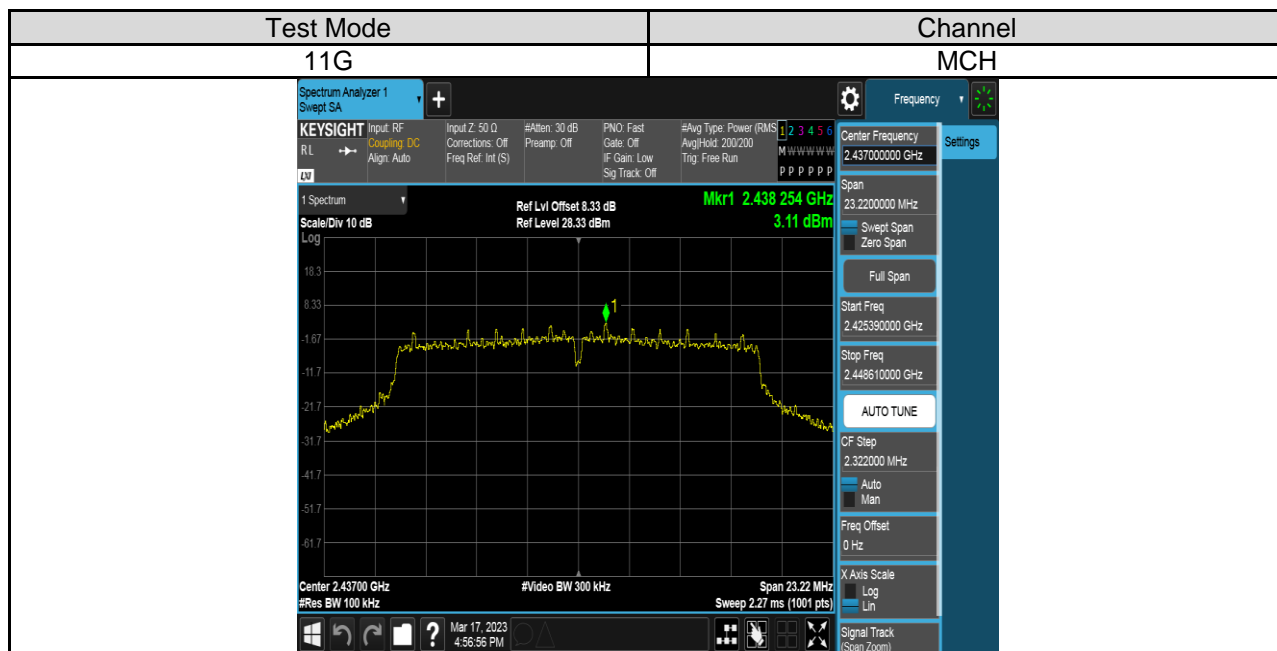 Test Mode Channel
11G MCH
Spectrum Analyzer 1
Swept SA
Frequency
KEYSIGHT
RL
LXI
Input: RF
Coupling: DC
Align: Auto
Input Z: 50 Ω
Corrections: Off
Freq Ref: Int (S)
#Atten: 30 dB
Preamp: Off
PNO: Fast
Gate: Off
IF Gain: Low
Sig Track: Off
#Avg Type: Power (RMS
Avg|Hold: 200/200
Trig: Free Run
1 2 3 4 5 6
M W W W W W
P P P P P P
Center Frequency
2.437000000 GHz
Settings
1 Spectrum
Scale/Div 10 dB
Ref Lvl Offset 8.33 dB
Ref Level 28.33 dBm
Mkr1 2.438 254 GHz
3.11 dBm
Log
18.3
8.33
-1.67
-11.7
-21.7
-31.7
-41.7
-51.7
-61.7
1
Center 2.43700 GHz
#Res BW 100 kHz
#Video BW 300 kHz
Span 23.22 MHz
Sweep 2.27 ms (1001 pts)
Span
23.2200000 MHz
Swept Span
Zero Span
Full Span
Start Freq
2.425390000 GHz
Stop Freq
2.448610000 GHz
AUTO TUNE
CF Step
2.322000 MHz
Auto
Man
Freq Offset
0 Hz
X Axis Scale
Log
Lin
Signal Track
(Span Zoom)
?
Mar 17, 2023
4:56:56 PM